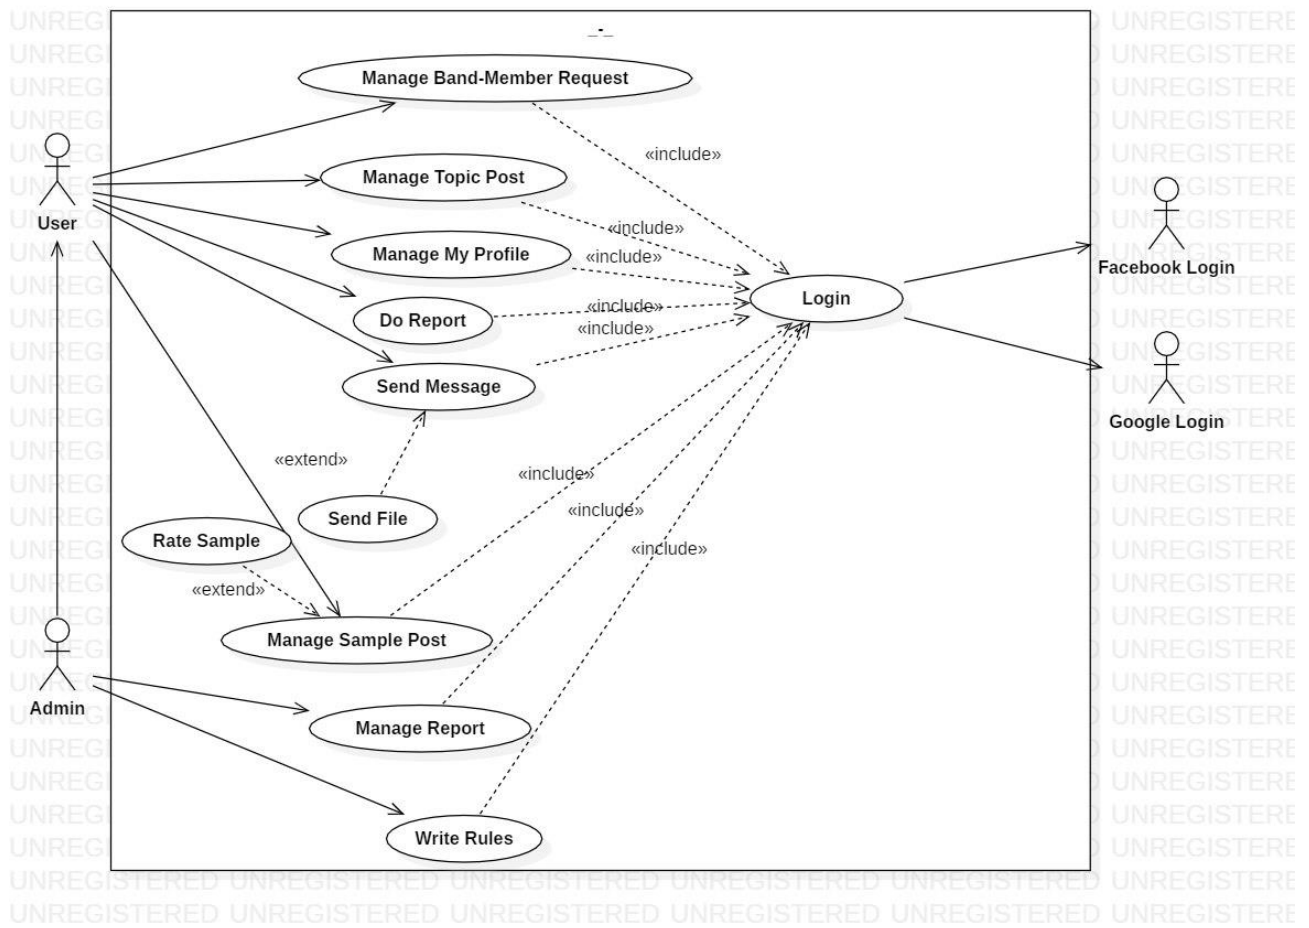 _-_
Manage Band-Member Request
«include»
Manage Topic Post
User
«include»
Manage My Profile
«include»
Facebook Login
Login
«include»
Do Report
«include»
Send Message
Google Login
«extend»
«include»
«include»
Send File
Rate Sample
«include»
«extend»
Manage Sample Post
Admin
Manage Report
Write Rules
UNREGISTERED UNREGISTERED UNREGISTERED UNREGISTERED UNREGISTERED UNREGISTERE
UNREGISTERED UNREGISTERED UNREGISTERED UNREGISTERED UNREGISTERED UNREGISTERE